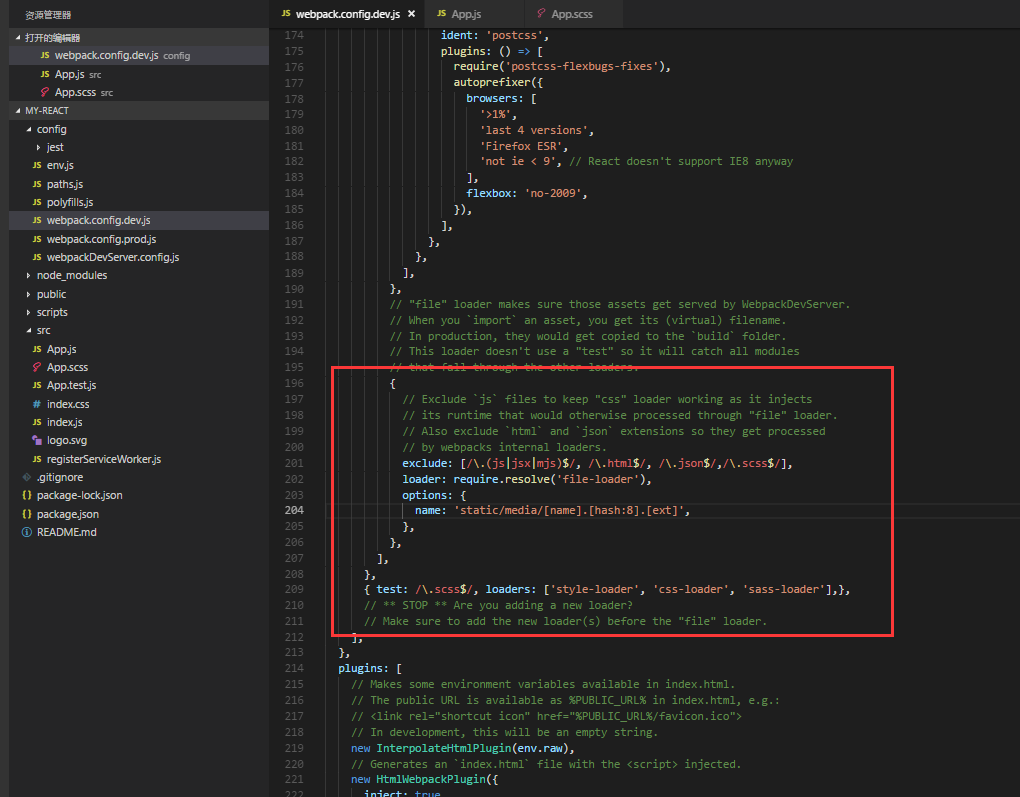 资源管理器
打开的编辑器
JS webpack.config.dev.js config
JS App.js src
App.scss src
MY-REACT
config
jest
JS env.js
JS paths.js
JS polyfills.js
JS webpack.config.dev.js
JS webpack.config.prod.js
JS webpackDevServer.config.js
node_modules
public
scripts
src
JS App.js
App.scss
JS App.test.js
# index.css
JS index.js
logo.svg
JS registerServiceWorker.js
.gitignore
{} package-lock.json
{} package.json
README.md
JS webpack.config.dev.js × JS App.js App.scss
174 ident: 'postcss',
175 plugins: () => [
176 require('postcss-flexbugs-fixes'),
177 autoprefixer({
178 browsers: [
179 '>1%',
180 'last 4 versions',
181 'Firefox ESR',
182 'not ie < 9', // React doesn't support IE8 anyway
183 ],
184 flexbox: 'no-2009',
185 }),
186 ],
187 },
188 },
189 ],
190 },
191 // "file" loader makes sure those assets get served by WebpackDevServer.
192 // When you `import` an asset, you get its (virtual) filename.
193 // In production, they would get copied to the `build` folder.
194 // This loader doesn't use a "test" so it will catch all modules
195 // that fall through the other loaders.
196 {
197 // Exclude `js` files to keep "css" loader working as it injects
198 // its runtime that would otherwise processed through "file" loader.
199 // Also exclude `html` and `json` extensions so they get processed
200 // by webpacks internal loaders.
201 exclude: [/\.(js|jsx|mjs)$/, /\.html$/, /\.json$/,/\.scss$/],
202 loader: require.resolve('file-loader'),
203 options: {
204 name: 'static/media/[name].[hash:8].[ext]',
205 },
206 },
207 ],
208 },
209 { test: /\.scss$/, loaders: ['style-loader', 'css-loader', 'sass-loader'],},
210 // ** STOP ** Are you adding a new loader?
211 // Make sure to add the new loader(s) before the "file" loader.
212 ],
213 },
214 plugins: [
215 // Makes some environment variables available in index.html.
216 // The public URL is available as %PUBLIC_URL% in index.html, e.g.:
217 // <link rel="shortcut icon" href="%PUBLIC_URL%/favicon.ico">
218 // In development, this will be an empty string.
219 new InterpolateHtmlPlugin(env.raw),
220 // Generates an `index.html` file with the <script> injected.
221 new HtmlWebpackPlugin({
222 inject: true